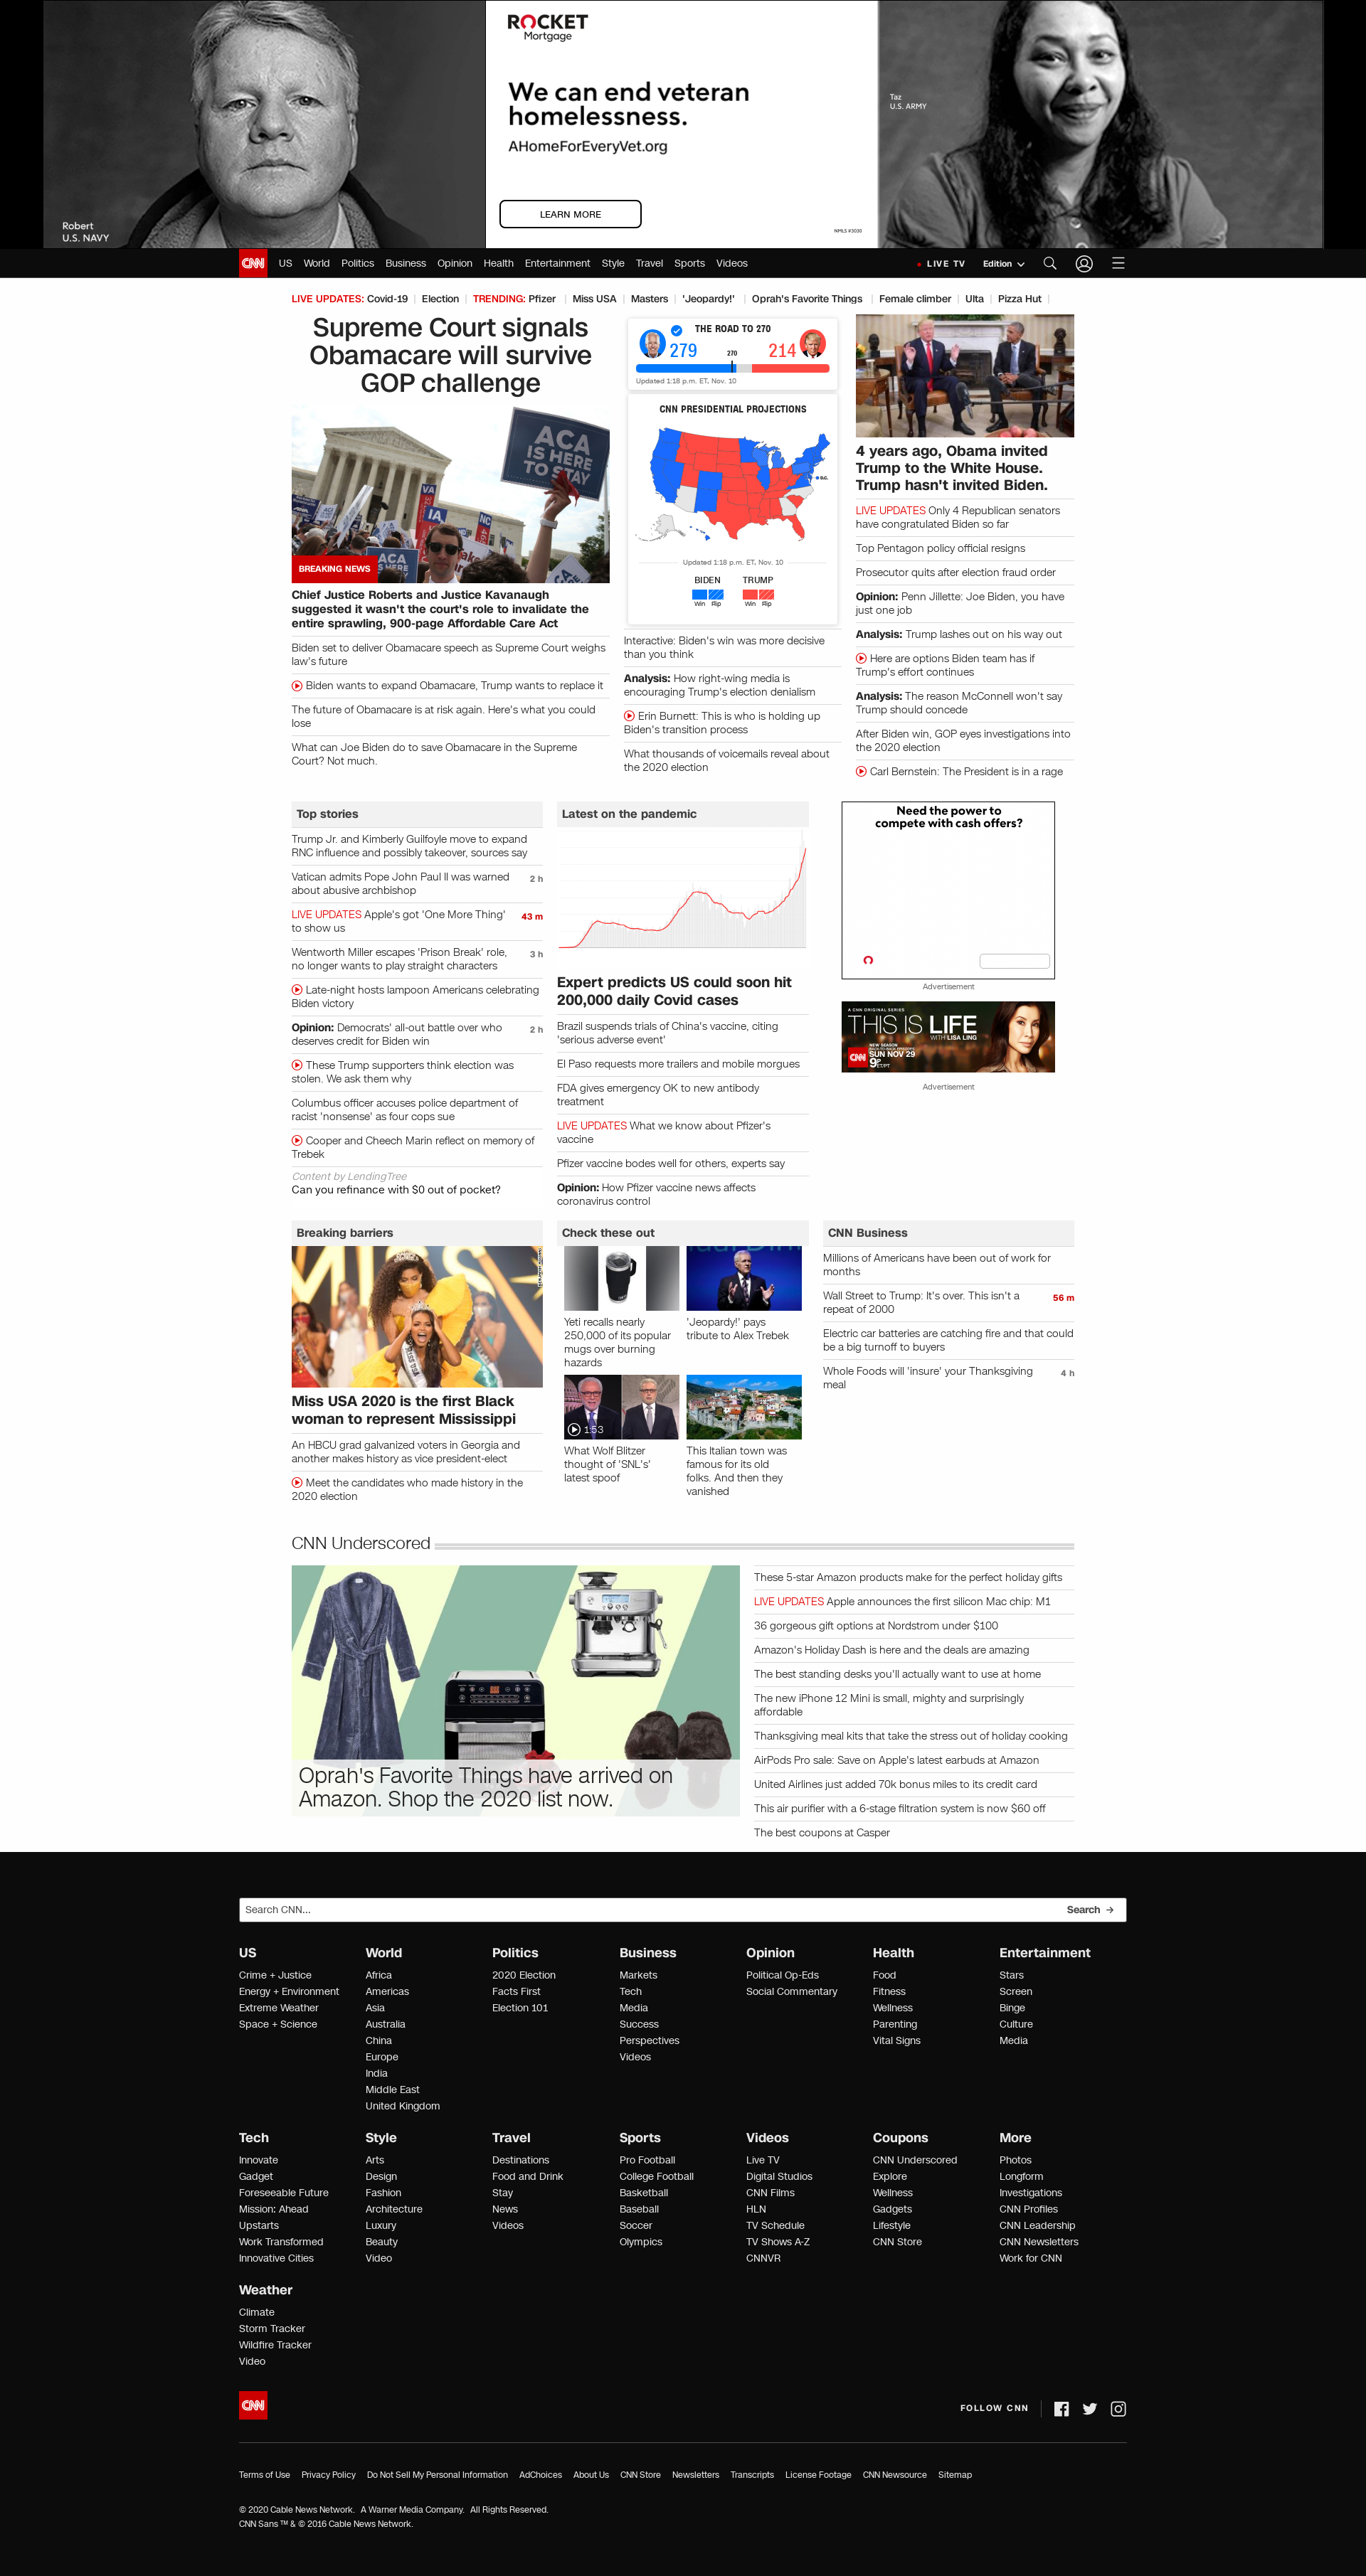 ROCKET
Mortgage
We can end veteran
homelessness.
AHomeForEveryVet.org
LEARN MORE
NMLS #3030
Robert
U.S. NAVY
Taz
U.S. ARMY
CNN US World Politics Business Opinion Health Entertainment Style Travel Sports Videos LIVE TV Edition
LIVE UPDATES: Covid-19 Election TRENDING: Pfizer Miss USA Masters 'Jeopardy!' Oprah's Favorite Things Female climber Ulta Pizza Hut
Supreme Court signals
Obamacare will survive
GOP challenge
ACA
IS HERE
TO STAY
VA
IA
NC
ACA
ACA
BREAKING NEWS
Chief Justice Roberts and Justice Kavanaugh
suggested it wasn't the court's role to invalidate the
entire sprawling, 900-page Affordable Care Act
Biden set to deliver Obamacare speech as Supreme Court weighs
law's future
Biden wants to expand Obamacare, Trump wants to replace it
The future of Obamacare is at risk again. Here's what you could
lose
What can Joe Biden do to save Obamacare in the Supreme
Court? Not much.
THE ROAD TO 270
279
270
214
Updated 1:18 p.m. ET, Nov. 10
CNN PRESIDENTIAL PROJECTIONS
D.C.
Updated 1:18 p.m. ET, Nov. 10
BIDEN TRUMP
Win Flip Win Flip
Interactive: Biden's win was more decisive
than you think
Analysis: How right-wing media is
encouraging Trump's election denialism
Erin Burnett: This is who is holding up
Biden's transition process
What thousands of voicemails reveal about
the 2020 election
4 years ago, Obama invited
Trump to the White House.
Trump hasn't invited Biden.
LIVE UPDATES Only 4 Republican senators
have congratulated Biden so far
Top Pentagon policy official resigns
Prosecutor quits after election fraud order
Opinion: Penn Jillette: Joe Biden, you have
just one job
Analysis: Trump lashes out on his way out
Here are options Biden team has if
Trump's effort continues
Analysis: The reason McConnell won't say
Trump should concede
After Biden win, GOP eyes investigations into
the 2020 election
Carl Bernstein: The President is in a rage
Top stories
Trump Jr. and Kimberly Guilfoyle move to expand
RNC influence and possibly takeover, sources say
Vatican admits Pope John Paul II was warned 2 h
about abusive archbishop
LIVE UPDATES Apple's got 'One More Thing' 43 m
to show us
Wentworth Miller escapes 'Prison Break' role, 3 h
no longer wants to play straight characters
Late-night hosts lampoon Americans celebrating
Biden victory
Opinion: Democrats' all-out battle over who 2 h
deserves credit for Biden win
These Trump supporters think election was
stolen. We ask them why
Columbus officer accuses police department of
racist 'nonsense' as four cops sue
Cooper and Cheech Marin reflect on memory of
Trebek
Content by LendingTree
Can you refinance with $0 out of pocket?
Latest on the pandemic
Expert predicts US could soon hit
200,000 daily Covid cases
Brazil suspends trials of China's vaccine, citing
'serious adverse event'
El Paso requests more trailers and mobile morgues
FDA gives emergency OK to new antibody
treatment
LIVE UPDATES What we know about Pfizer's
vaccine
Pfizer vaccine bodes well for others, experts say
Opinion: How Pfizer vaccine news affects
coronavirus control
Need the power to
compete with cash offers?
Advertisement
A CNN ORIGINAL SERIES
THIS IS LIFE
WITH LISA LING
CNN
NEW SEASON
BACK-TO-BACK EPISODES
SUN NOV 29
9P ET/PT
Advertisement
Breaking barriers
Miss USA 2020 is the first Black
woman to represent Mississippi
An HBCU grad galvanized voters in Georgia and
another makes history as vice president-elect
Meet the candidates who made history in the
2020 election
Check these out
Yeti recalls nearly
250,000 of its popular
mugs over burning
hazards
'Jeopardy!' pays
tribute to Alex Trebek
1:53
What Wolf Blitzer
thought of 'SNL's'
latest spoof
This Italian town was
famous for its old
folks. And then they
vanished
CNN Business
Millions of Americans have been out of work for
months
Wall Street to Trump: It's over. This isn't a 56 m
repeat of 2000
Electric car batteries are catching fire and that could
be a big turnoff to buyers
Whole Foods will 'insure' your Thanksgiving 4 h
meal
CNN Underscored
Oprah's Favorite Things have arrived on
Amazon. Shop the 2020 list now.
These 5-star Amazon products make for the perfect holiday gifts
LIVE UPDATES Apple announces the first silicon Mac chip: M1
36 gorgeous gift options at Nordstrom under $100
Amazon's Holiday Dash is here and the deals are amazing
The best standing desks you'll actually want to use at home
The new iPhone 12 Mini is small, mighty and surprisingly
affordable
Thanksgiving meal kits that take the stress out of holiday cooking
AirPods Pro sale: Save on Apple's latest earbuds at Amazon
United Airlines just added 70k bonus miles to its credit card
This air purifier with a 6-stage filtration system is now $60 off
The best coupons at Casper
Search CNN... Search →
US
Crime + Justice
Energy + Environment
Extreme Weather
Space + Science
World
Africa
Americas
Asia
Australia
China
Europe
India
Middle East
United Kingdom
Politics
2020 Election
Facts First
Election 101
Business
Markets
Tech
Media
Success
Perspectives
Videos
Opinion
Political Op-Eds
Social Commentary
Health
Food
Fitness
Wellness
Parenting
Vital Signs
Entertainment
Stars
Screen
Binge
Culture
Media
Tech
Innovate
Gadget
Foreseeable Future
Mission: Ahead
Upstarts
Work Transformed
Innovative Cities
Style
Arts
Design
Fashion
Architecture
Luxury
Beauty
Video
Travel
Destinations
Food and Drink
Stay
News
Videos
Sports
Pro Football
College Football
Basketball
Baseball
Soccer
Olympics
Videos
Live TV
Digital Studios
CNN Films
HLN
TV Schedule
TV Shows A-Z
CNNVR
Coupons
CNN Underscored
Explore
Wellness
Gadgets
Lifestyle
CNN Store
More
Photos
Longform
Investigations
CNN Profiles
CNN Leadership
CNN Newsletters
Work for CNN
Weather
Climate
Storm Tracker
Wildfire Tracker
Video
CNN
FOLLOW CNN
Terms of Use Privacy Policy Do Not Sell My Personal Information AdChoices About Us CNN Store Newsletters Transcripts License Footage CNN Newsource Sitemap
© 2020 Cable News Network. A Warner Media Company. All Rights Reserved.
CNN Sans ™ & © 2016 Cable News Network.